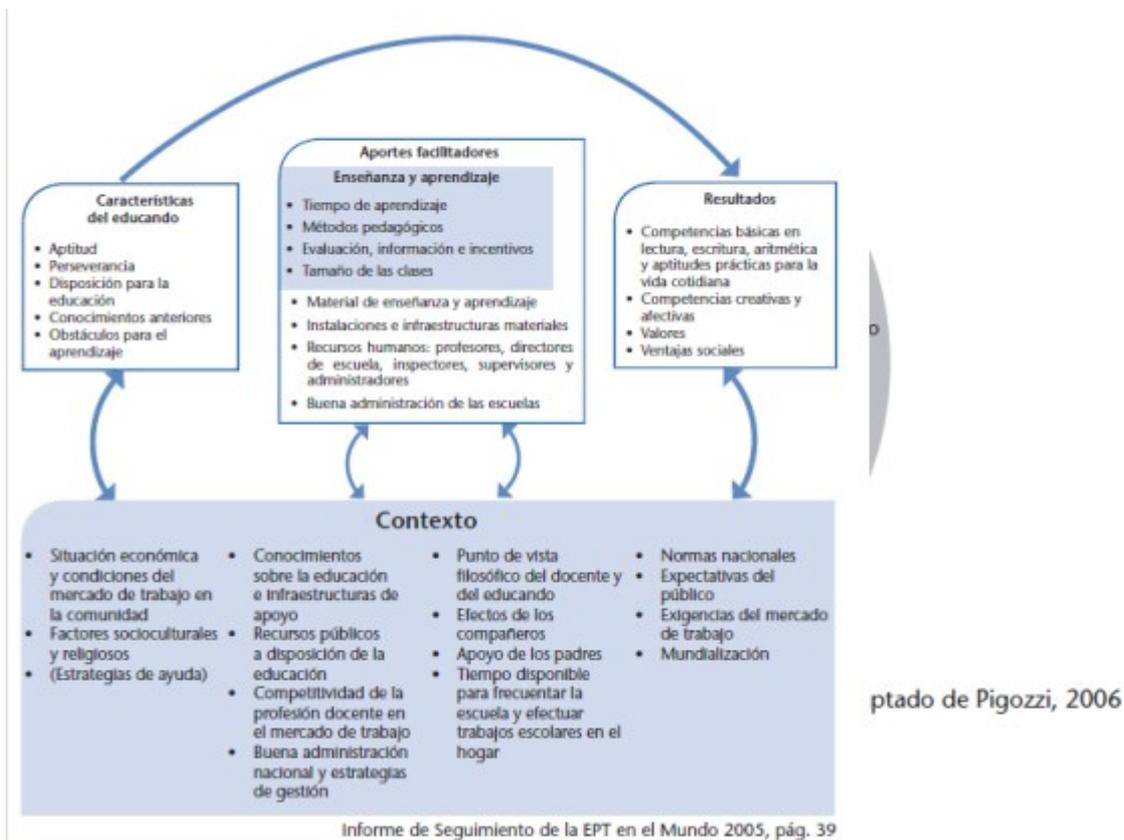 Aportes facilitadores
Enseñanza y aprendizaje
• Tiempo de aprendizaje
• Métodos pedagógicos
• Evaluación, información e incentivos
• Tamaño de las clases
• Material de enseñanza y aprendizaje
• Instalaciones e infraestructuras materiales
• Recursos humanos: profesores, directores
de escuela, inspectores, supervisores y
administradores
• Buena administración de las escuelas
Características
del educando
• Aptitud
• Perseverancia
• Disposición para la
educación
• Conocimientos anteriores
• Obstáculos para el
aprendizaje
Resultados
• Competencias básicas en
lectura, escritura, aritmética
y aptitudes prácticas para la
vida cotidiana
• Competencias creativas y
afectivas
• Valores
• Ventajas sociales
o
Contexto
• Situación económica
y condiciones del
mercado de trabajo en
la comunidad
• Factores socioculturales
y religiosos
• (Estrategias de ayuda)
• Conocimientos
sobre la educación
e infraestructuras de
apoyo
• Recursos públicos
a disposición de la
educación
• Competitividad de la
profesión docente en
el mercado de trabajo
• Buena administración
nacional y estrategias
de gestión
• Punto de vista
filosófico del docente y
del educando
• Efectos de los
compañeros
• Apoyo de los padres
• Tiempo disponible
para frecuentar la
escuela y efectuar
trabajos escolares en el
hogar
• Normas nacionales
• Expectativas del
público
• Exigencias del mercado
de trabajo
• Mundialización
ptado de Pigozzi, 2006
Informe de Seguimiento de la EPT en el Mundo 2005, pág. 39